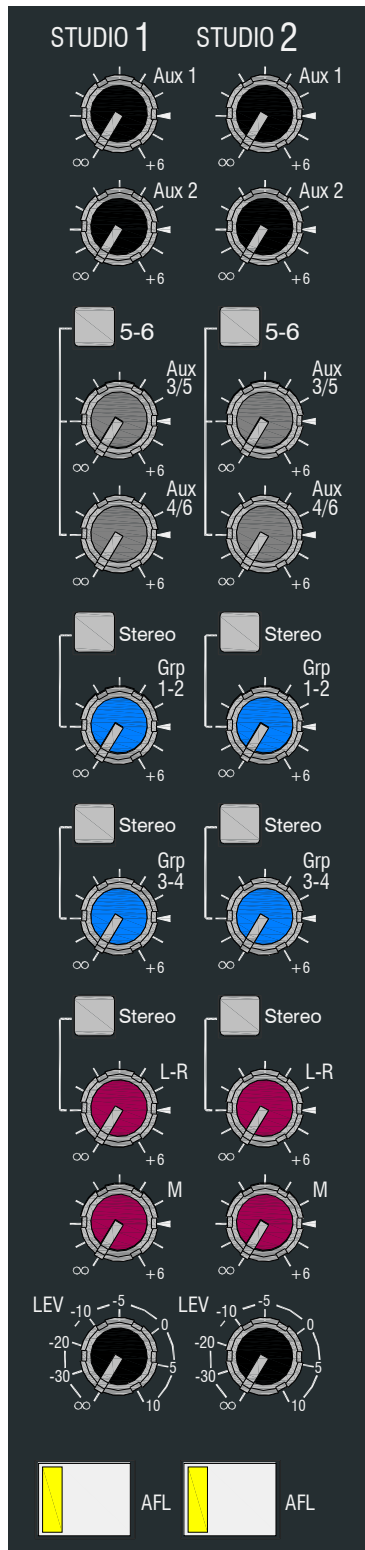 STUDIO 1 STUDIO 2
Aux 1 Aux 1
∞ +6 ∞ +6
Aux 2 Aux 2
∞ +6 ∞ +6
5-6 5-6
Aux Aux
3/5 3/5
∞ +6 ∞ +6
Aux Aux
4/6 4/6
∞ +6 ∞ +6
Stereo Stereo
Grp Grp
1-2 1-2
∞ +6 ∞ +6
Stereo Stereo
Grp Grp
3-4 3-4
∞ +6 ∞ +6
Stereo Stereo
L-R L-R
∞ +6 ∞ +6
M M
∞ +6 ∞ +6
LEV -5 LEV -5
-10 0 -10 0
-20 5 -20 5
-30 -30
∞ 10 ∞ 10
AFL AFL